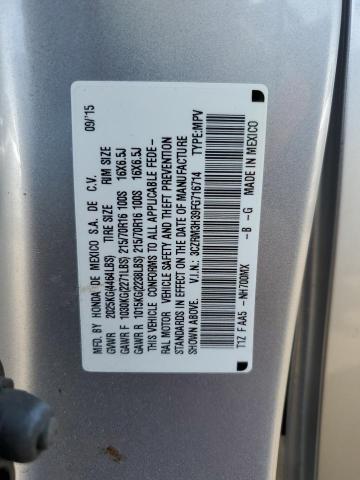 MFD. BY HONDA DE MEXICO S.A. DE C.V. 09/15
GVWR 2025KG(4464LBS) TIRE SIZE RIM SIZE
GAWR F 1030KG(2271LBS) 215/70R16 100S 16X6.5J
GAWR R 1015KG(2238LBS) 215/70R16 100S 16X6.5J
THIS VEHICLE CONFORMS TO ALL APPLICABLE FEDE-
RAL MOTOR VEHICLE SAFETY AND THEFT PREVENTION
STANDARDS IN EFFECT ON THE DATE OF MANUFACTURE
SHOWN ABOVE. V.I.N.: 3CZRM3H39FG716714 TYPE:MPV
T1Z FAA5 -NH700MX -B -G MADE IN MEXICO